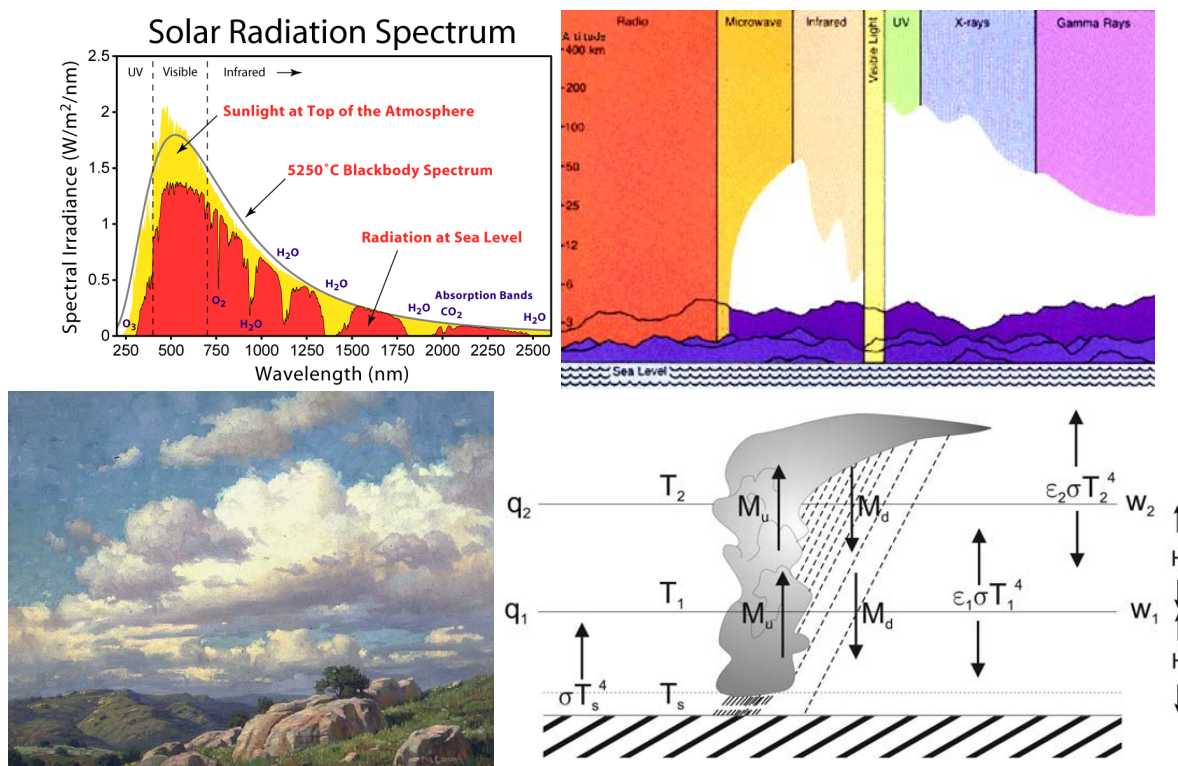 Solar Radiation Spectrum
UV
Visible
Infrared
Sunlight at Top of the Atmosphere
5250˚C Blackbody Spectrum
Radiation at Sea Level
H₂O
H₂O
H₂O
Absorption Bands
CO₂
H₂O
O₂
H₂O
O₃
Spectral Irradiance (W/m²/nm)
2.5
2
1.5
1
0.5
0
250 500 750 1000 1250 1500 1750 2000 2250 2500
Wavelength (nm)
Radio
Microwave
Infrared
Visible Light
UV
X-rays
Gamma Rays
Altitude
400 km
200
100
50
25
12
6
3
Sea Level
T₂
q₂
Mᵤ
M_d
ε₂σT₂⁴
w₂
T₁
q₁
Mᵤ
M_d
ε₁σT₁⁴
w₁
H
H
σTₛ⁴
Tₛ